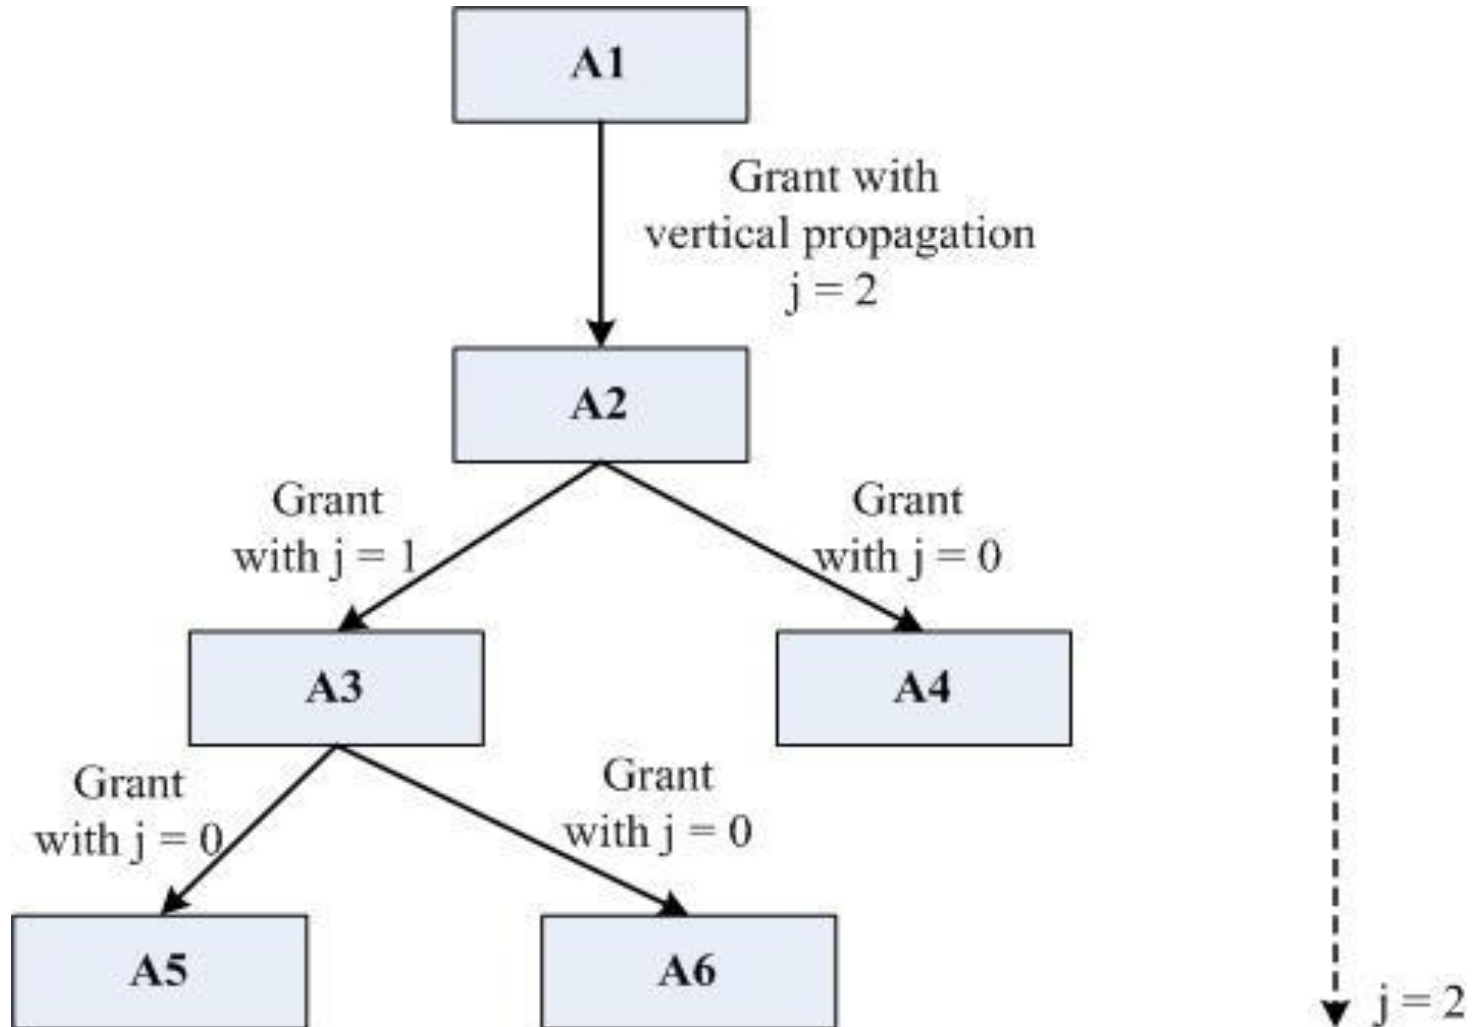 A1
Grant with
vertical propagation
j = 2
A2
Grant
with j = 1
Grant
with j = 0
A3
A4
Grant
with j = 0
Grant
with j = 0
A5
A6
j = 2